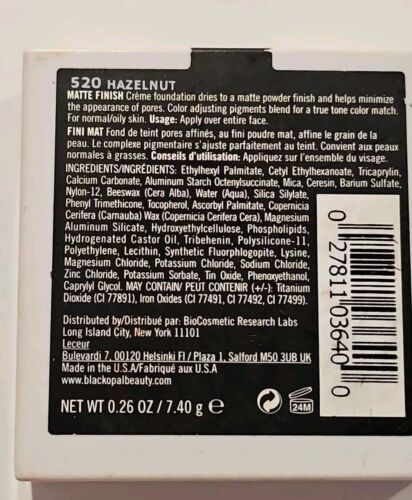 520 HAZELNUT
MATTE FINISH Crème foundation dries to a matte powder finish and helps minimize
the appearance of pores. Color adjusting pigments blend for a true tone color match.
For normal/oily skin. Usage: Apply over entire face.
FINI MAT Fond de teint pores affinés, au fini poudre mat, affine le grain de la
peau. Le complexe pigmentaire s'ajuste parfaitement au teint. Convient aux peaux
normales à grasses. Conseils d'utilisation: Appliquez sur l'ensemble du visage.
INGREDIENTS/INGRÉDIENTS: Ethylhexyl Palmitate, Cetyl Ethylhexanoate, Tricaprylin,
Calcium Carbonate, Aluminum Starch Octenylsuccinate, Mica, Ceresin, Barium Sulfate,
Nylon-12, Beeswax (Cera Alba), Water (Aqua), Silica Silylate,
Phenyl Trimethicone, Tocopherol, Ascorbyl Palmitate, Copernicia
Cerifera (Carnauba) Wax (Copernicia Cerifera Cera), Magnesium
Aluminum Silicate, Hydroxyethylcellulose, Phospholipids,
Hydrogenated Castor Oil, Tribehenin, Polysilicone-11,
Polyethylene, Lecithin, Synthetic Fluorphlogopite, Lysine,
Magnesium Chloride, Potassium Chloride, Sodium Chloride,
Zinc Chloride, Potassium Sorbate, Tin Oxide, Phenoxyethanol,
Caprylyl Glycol. MAY CONTAIN/ PEUT CONTENIR (+/-): Titanium
Dioxide (CI 77891), Iron Oxides (CI 77491, CI 77492, CI 77499).
Distributed by/Distribué par: BioCosmetic Research Labs
Long Island City, New York 11101
Leceur
Bulevardi 7, 00120 Helsinki FI / Plaza 1, Salford M50 3UB UK
Made in the U.S.A/Fabriqué aux U.S.A
www.blackopalbeauty.com
NET WT 0.26 OZ / 7.40 g e
24M
0 27811 03640 0